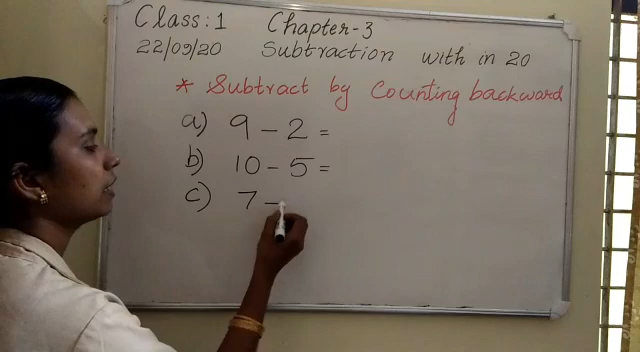 Class:1 Chapter-3
22/09/20 Subtraction with in 20
* Subtract by Counting backward
a) 9 - 2 =
b) 10 - 5 =
c) 7 -